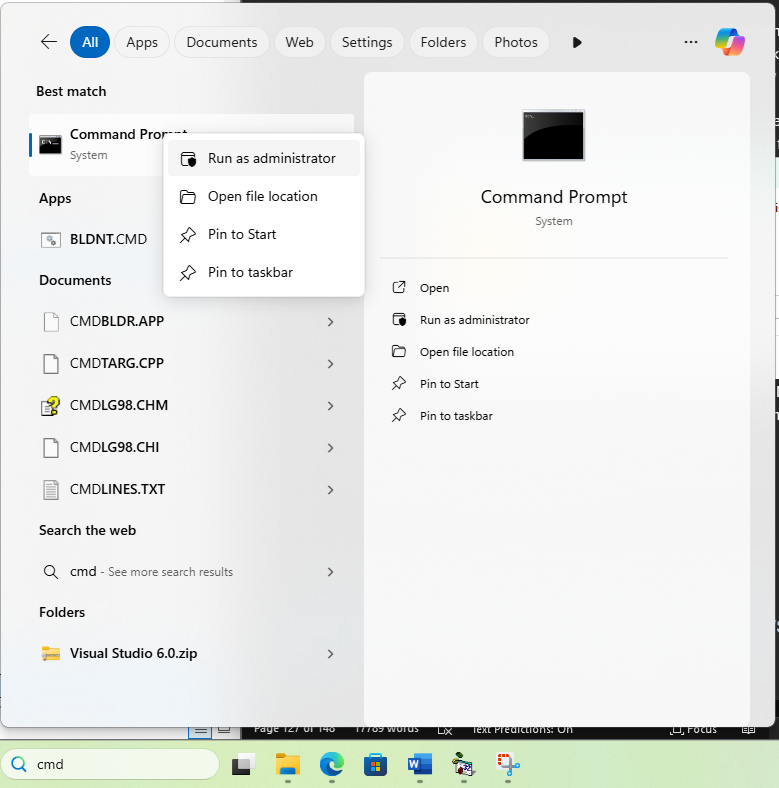 All
Apps
Documents
Web
Settings
Folders
Photos
Best match
Command Prompt
System
Run as administrator
Open file location
Pin to Start
Pin to taskbar
Apps
BLDNT.CMD
Documents
CMDBLDR.APP
CMDTARG.CPP
CMDLG98.CHM
CMDLG98.CHI
CMDLINES.TXT
Search the web
cmd - See more search results
Folders
Visual Studio 6.0.zip
Command Prompt
System
Open
Run as administrator
Open file location
Pin to Start
Pin to taskbar
Page 127 of 148 17789 words Text Predictions: On Focus
cmd